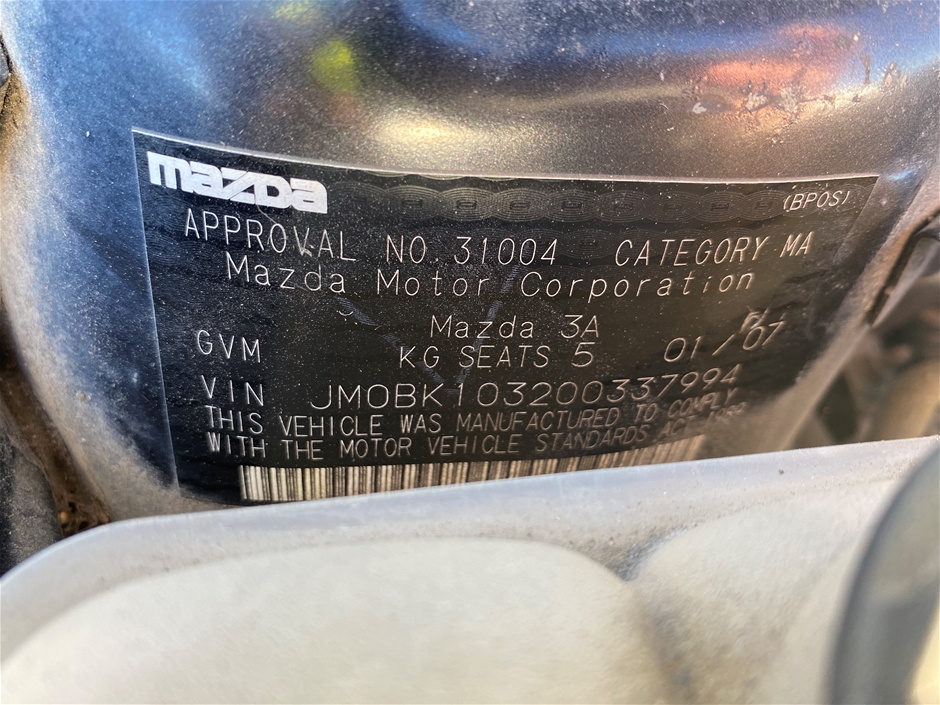 mazda
(BPOS)
APPROVAL NO. 31004 CATEGORY MA
Mazda Motor Corporation
Mazda 3A
GVM KG SEATS 5 01/07
VIN JM0BK103200337994
THIS VEHICLE WAS MANUFACTURED TO COMPLY
WITH THE MOTOR VEHICLE STANDARDS ACT 1989